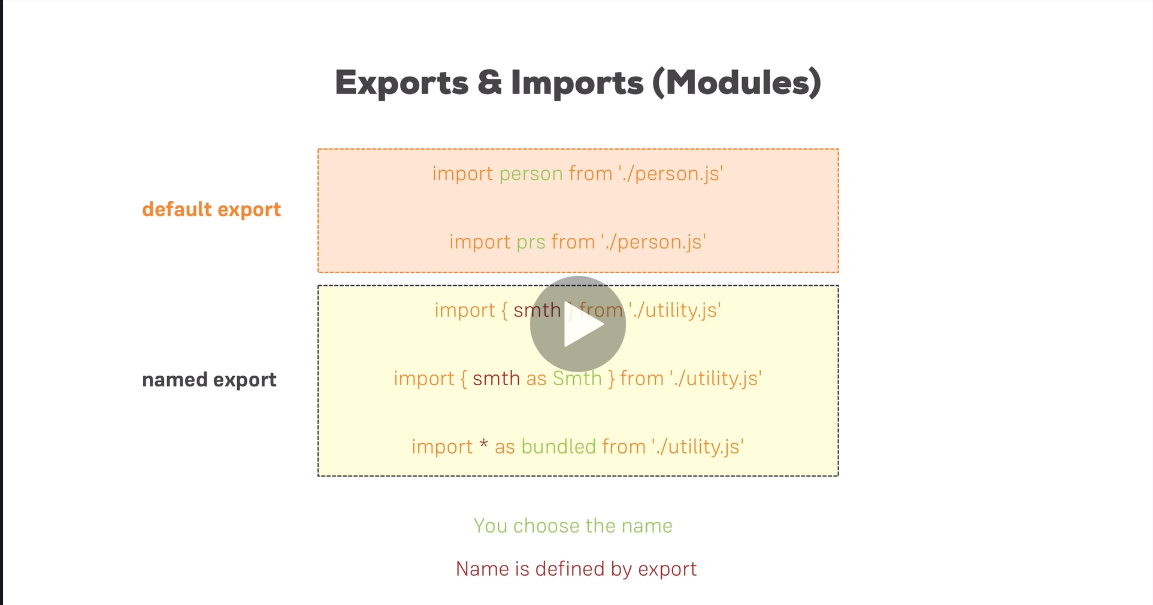 Exports & Imports (Modules)
default export
import person from './person.js'
import prs from './person.js'
named export
import { smth } from './utility.js'
import { smth as Smth } from './utility.js'
import * as bundled from './utility.js'
You choose the name
Name is defined by export